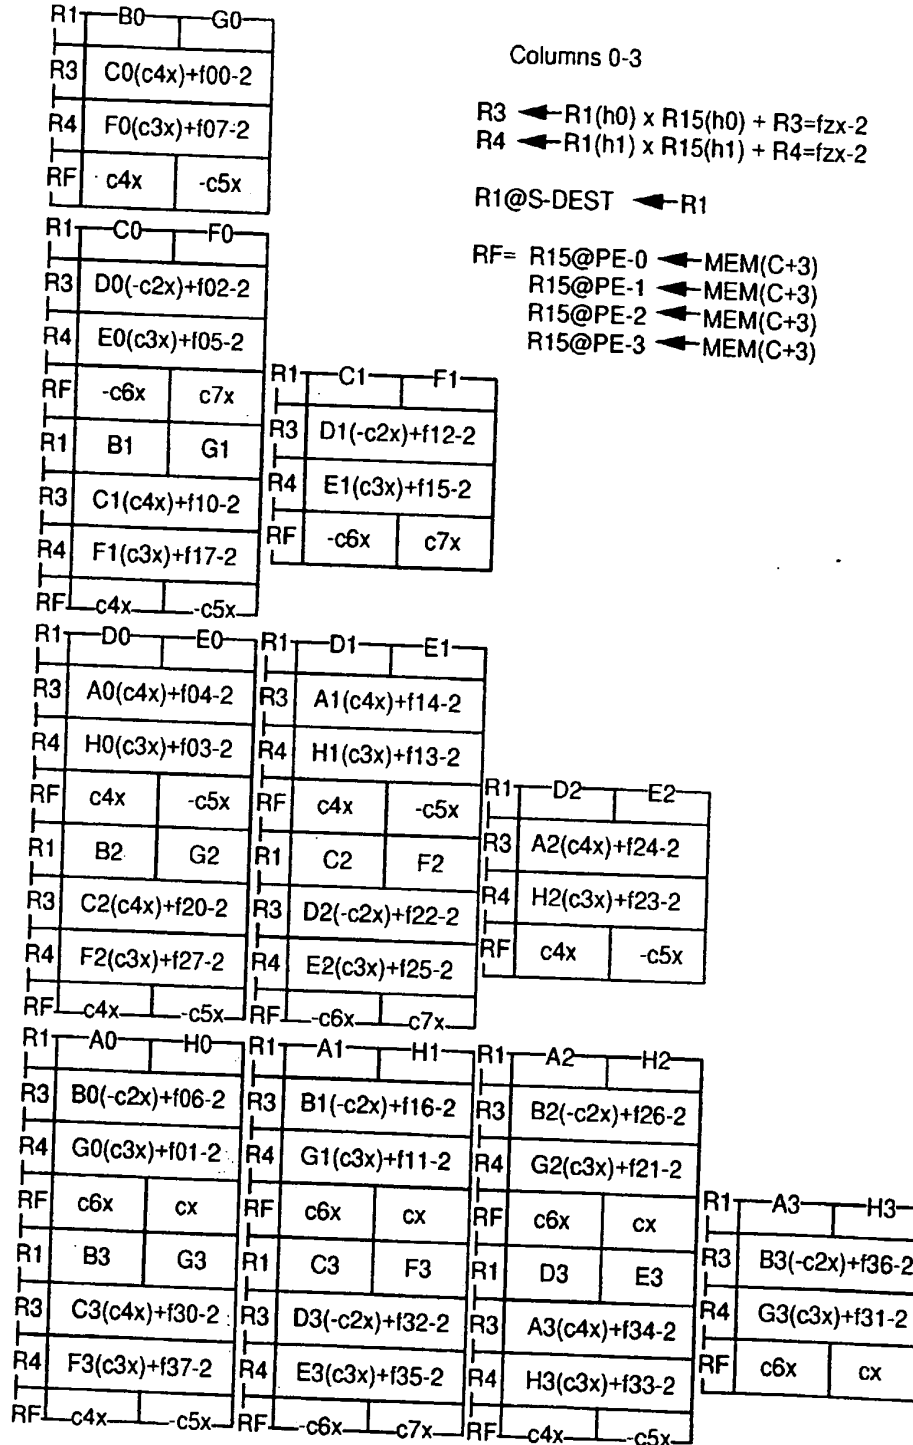 R1 B0 G0
R3 C0(c4x)+f00-2
R4 F0(c3x)+f07-2
RF c4x -c5x
Columns 0-3
R3 ◄— R1(h0) x R15(h0) + R3=fzx-2
R4 ◄— R1(h1) x R15(h1) + R4=fzx-2
R1@S-DEST ◄— R1
RF= R15@PE-0 ◄— MEM(C+3)
R15@PE-1 ◄— MEM(C+3)
R15@PE-2 ◄— MEM(C+3)
R15@PE-3 ◄— MEM(C+3)
R1 C0 F0
R3 D0(-c2x)+f02-2
R4 E0(c3x)+f05-2
RF -c6x c7x
R1 B1 G1
R3 C1(c4x)+f10-2
R4 F1(c3x)+f17-2
RF c4x -c5x
R1 C1 F1
R3 D1(-c2x)+f12-2
R4 E1(c3x)+f15-2
RF -c6x c7x
R1 D0 E0
R3 A0(c4x)+f04-2
R4 H0(c3x)+f03-2
RF c4x -c5x
R1 B2 G2
R3 C2(c4x)+f20-2
R4 F2(c3x)+f27-2
RF c4x -c5x
R1 D1 E1
R3 A1(c4x)+f14-2
R4 H1(c3x)+f13-2
RF c4x -c5x
R1 C2 F2
R3 D2(-c2x)+f22-2
R4 E2(c3x)+f25-2
RF -c6x c7x
R1 D2 E2
R3 A2(c4x)+f24-2
R4 H2(c3x)+f23-2
RF c4x -c5x
R1 A0 H0
R3 B0(-c2x)+f06-2
R4 G0(c3x)+f01-2
RF c6x cx
R1 B3 G3
R3 C3(c4x)+f30-2
R4 F3(c3x)+f37-2
RF c4x -c5x
R1 A1 H1
R3 B1(-c2x)+f16-2
R4 G1(c3x)+f11-2
RF c6x cx
R1 C3 F3
R3 D3(-c2x)+f32-2
R4 E3(c3x)+f35-2
RF -c6x c7x
R1 A2 H2
R3 B2(-c2x)+f26-2
R4 G2(c3x)+f21-2
RF c6x cx
R1 D3 E3
R3 A3(c4x)+f34-2
R4 H3(c3x)+f33-2
RF c4x -c5x
R1 A3 H3
R3 B3(-c2x)+f36-2
R4 G3(c3x)+f31-2
RF c6x cx